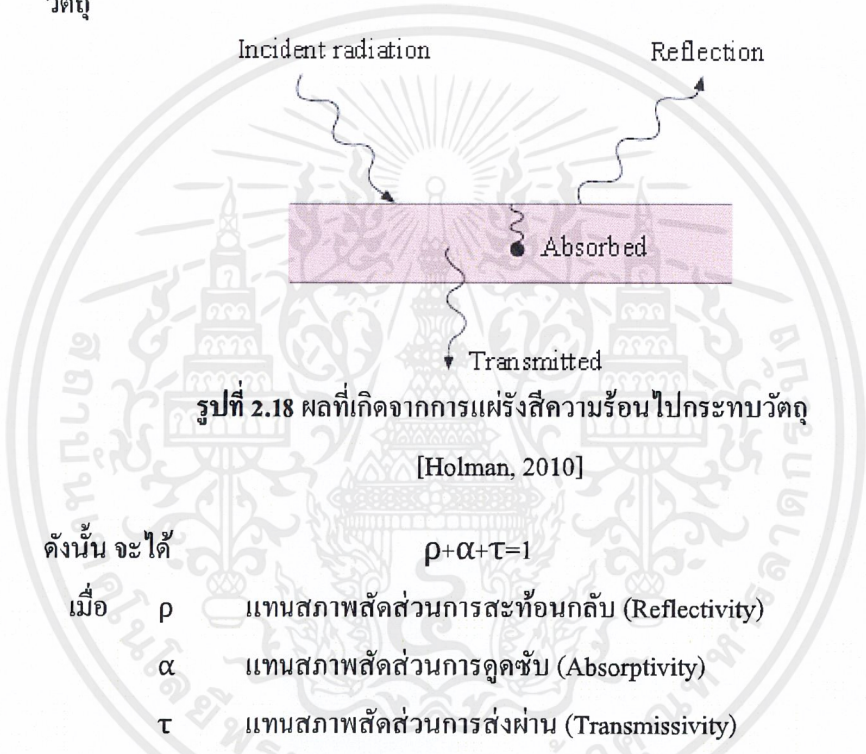 วัตถุ
Incident radiation Reflection
Absorbed
Transmitted
รูปที่ 2.18 ผลที่เกิดจากการแผ่รังสีความร้อนไปกระทบวัตถุ
[Holman, 2010]
ดังนั้น จะได้ ρ+α+τ=1
เมื่อ ρ แทนสภาพสัดส่วนการสะท้อนกลับ (Reflectivity)
α แทนสภาพสัดส่วนการดูดซับ (Absorptivity)
τ แทนสภาพสัดส่วนการส่งผ่าน (Transmissivity)